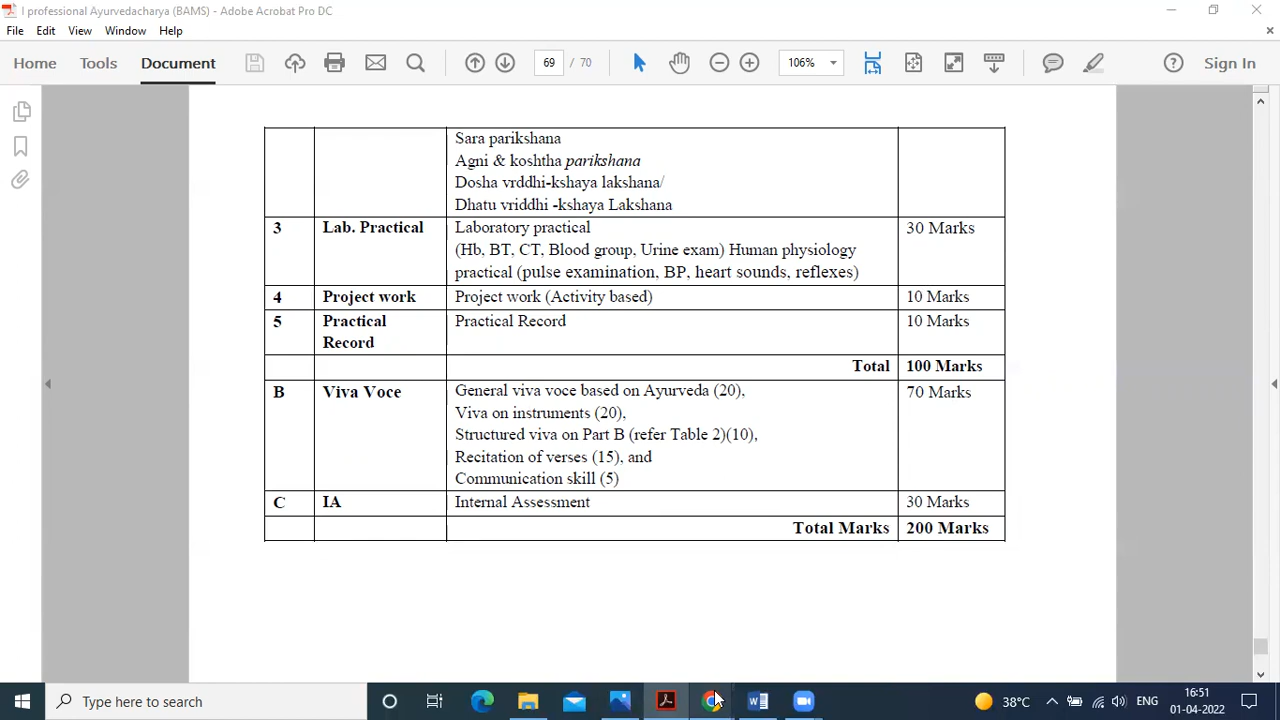 I professional Ayurvedacharya (BAMS) - Adobe Acrobat Pro DC
File Edit View Window Help
Home Tools Document 69 / 70 106% Sign In
Sara parikshana
Agni & koshtha parikshana
Dosha vrddhi-kshaya lakshana/
Dhatu vriddhi -kshaya Lakshana
3 Lab. Practical Laboratory practical 30 Marks
(Hb, BT, CT, Blood group, Urine exam) Human physiology
practical (pulse examination, BP, heart sounds, reflexes)
4 Project work Project work (Activity based) 10 Marks
5 Practical Practical Record 10 Marks
Record
Total 100 Marks
B Viva Voce General viva voce based on Ayurveda (20), 70 Marks
Viva on instruments (20),
Structured viva on Part B (refer Table 2)(10),
Recitation of verses (15), and
Communication skill (5)
C IA Internal Assessment 30 Marks
Total Marks 200 Marks
Type here to search 38°C ENG 16:51
01-04-2022